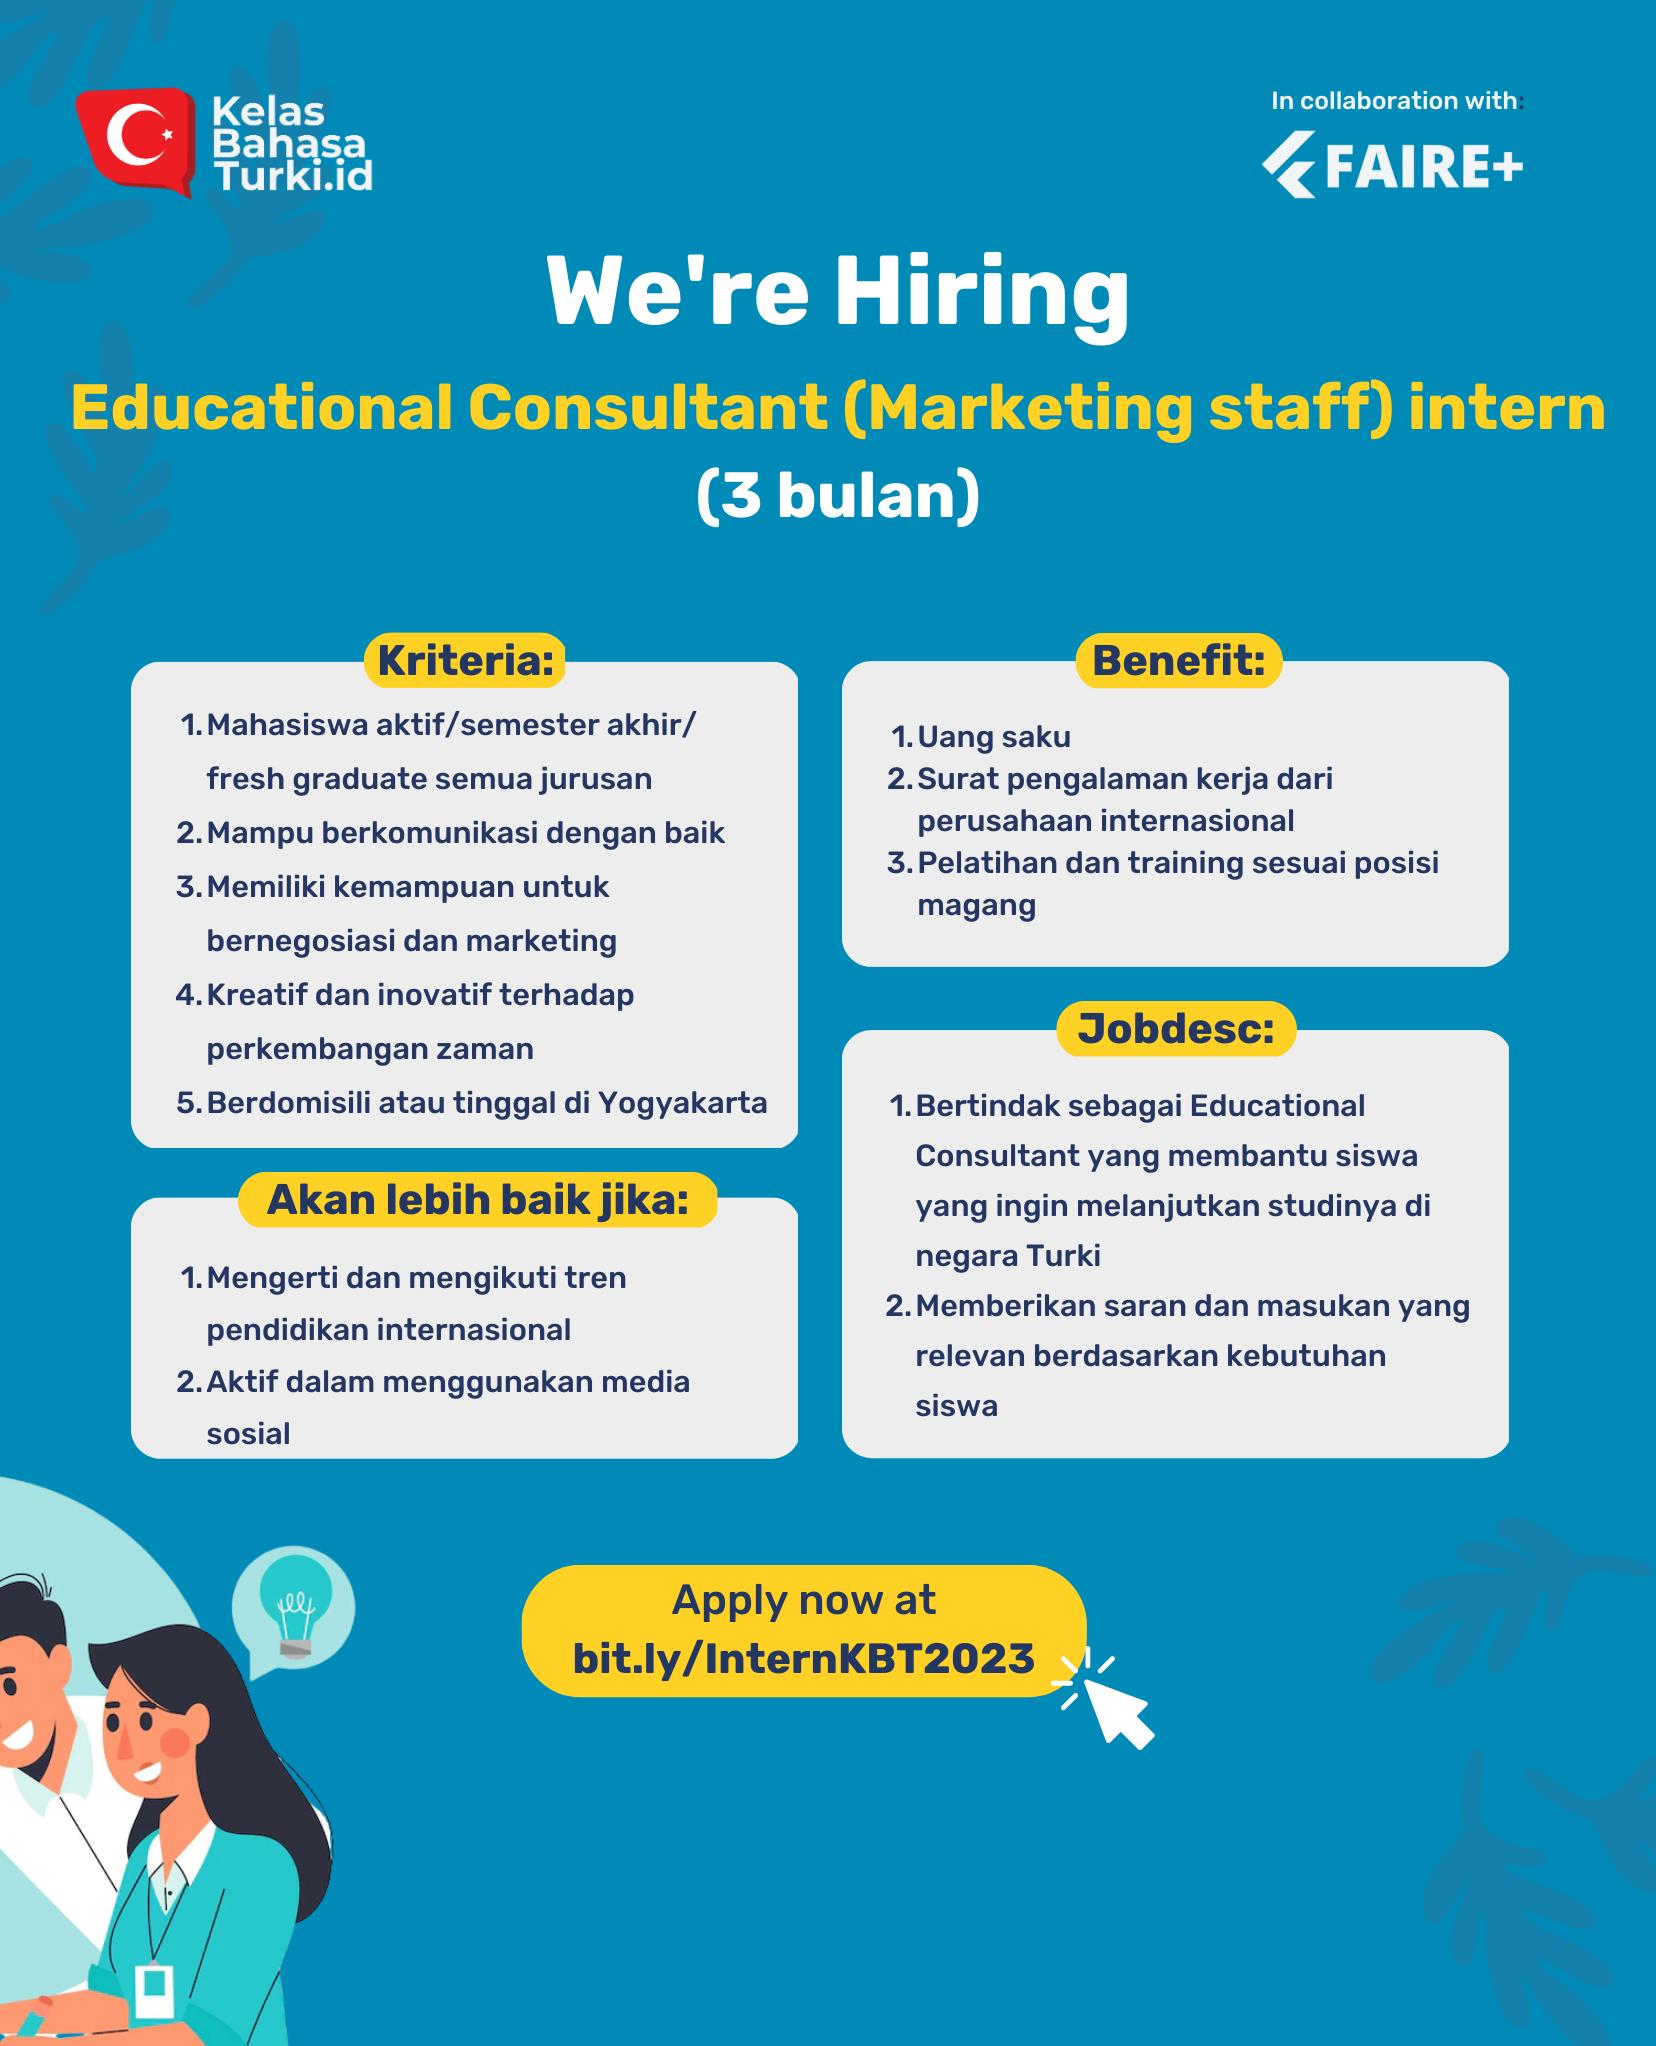 Kelas
Bahasa
Turki.id
In collaboration with:
FAIRE+
We're Hiring
Educational Consultant (Marketing staff) intern
(3 bulan)
Kriteria:
1. Mahasiswa aktif/semester akhir/
fresh graduate semua jurusan
2. Mampu berkomunikasi dengan baik
3. Memiliki kemampuan untuk
bernegosiasi dan marketing
4. Kreatif dan inovatif terhadap
perkembangan zaman
5. Berdomisili atau tinggal di Yogyakarta
Akan lebih baik jika:
1. Mengerti dan mengikuti tren
pendidikan internasional
2. Aktif dalam menggunakan media
sosial
Benefit:
1. Uang saku
2. Surat pengalaman kerja dari
perusahaan internasional
3. Pelatihan dan training sesuai posisi
magang
Jobdesc:
1. Bertindak sebagai Educational
Consultant yang membantu siswa
yang ingin melanjutkan studinya di
negara Turki
2. Memberikan saran dan masukan yang
relevan berdasarkan kebutuhan
siswa
Apply now at
bit.ly/InternKBT2023